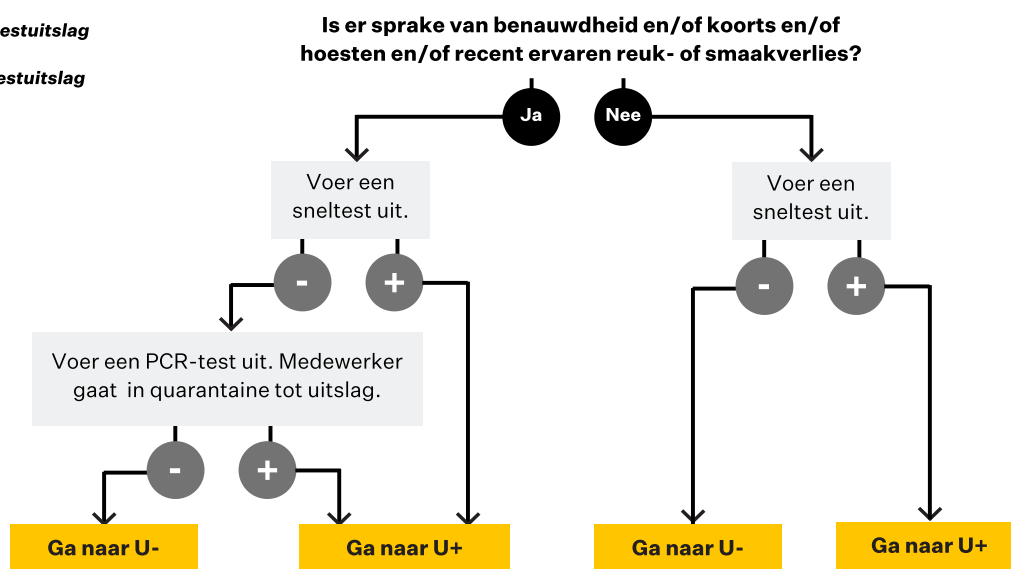 estuitslag
estuitslag
Is er sprake van benauwdheid en/of koorts en/of
hoesten en/of recent ervaren reuk- of smaakverlies?
Ja
Nee
Voer een
sneltest uit.
Voer een
sneltest uit.
-
+
-
+
Voer een PCR-test uit. Medewerker
gaat in quarantaine tot uitslag.
-
+
Ga naar U-
Ga naar U+
Ga naar U-
Ga naar U+